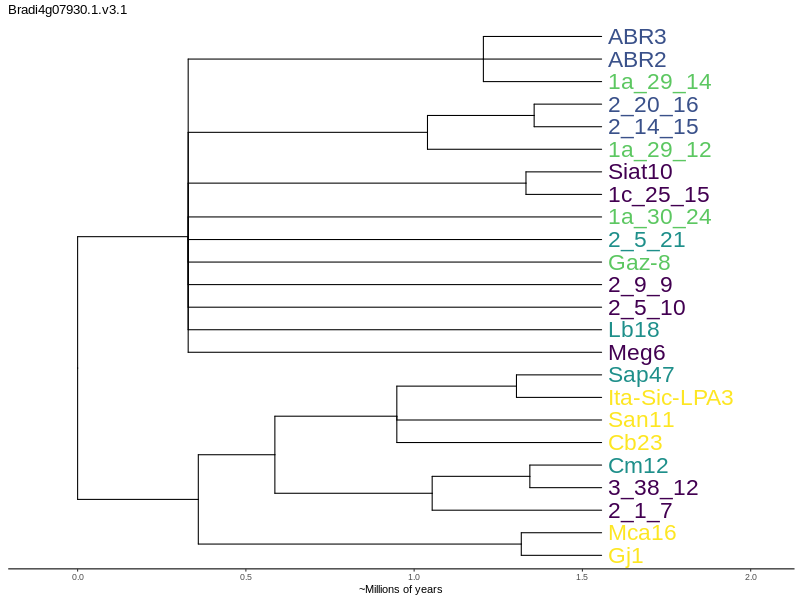 Bradi4g07930.1.v3.1
ABR3
ABR2
1a_29_14
2_20_16
2_14_15
1a_29_12
Siat10
1c_25_15
1a_30_24
2_5_21
Gaz-8
2_9_9
2_5_10
Lb18
Meg6
Sap47
Ita-Sic-LPA3
San11
Cb23
Cm12
3_38_12
2_1_7
Mca16
Gj1
0.0 0.5 1.0 1.5 2.0
~Millions of years